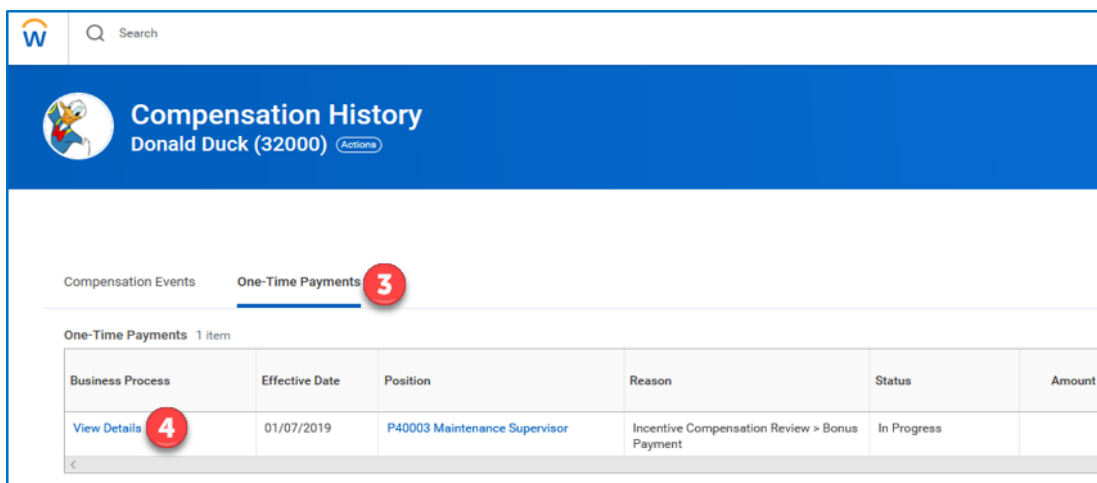 W
Search
Compensation History
Donald Duck (32000) Actions
Compensation Events One-Time Payments 3
One-Time Payments 1 item
Business Process Effective Date Position Reason Status Amount
View Details 4 01/07/2019 P40003 Maintenance Supervisor Incentive Compensation Review > Bonus In Progress
Payment